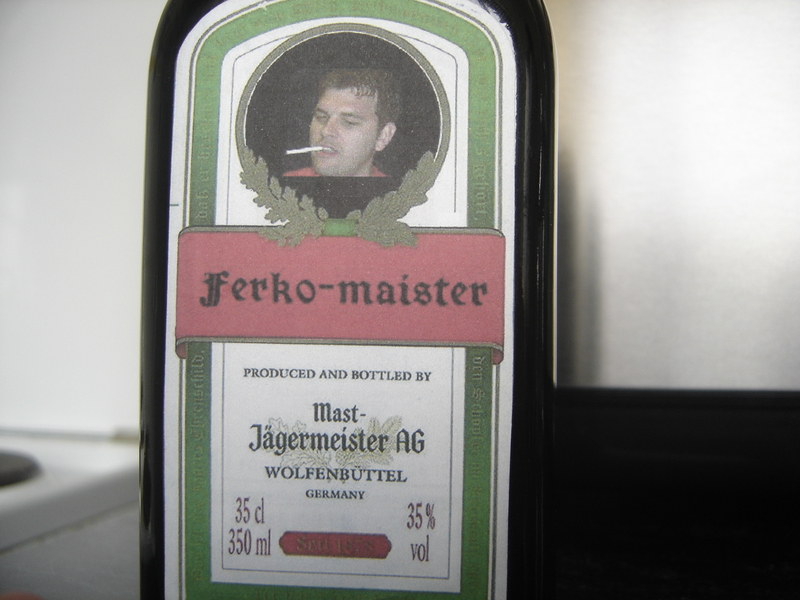 Ferko-maister
PRODUCED AND BOTTLED BY
Mast-
Jägermeister AG
WOLFENBÜTTEL
GERMANY
35 cl
350 ml
35%
vol